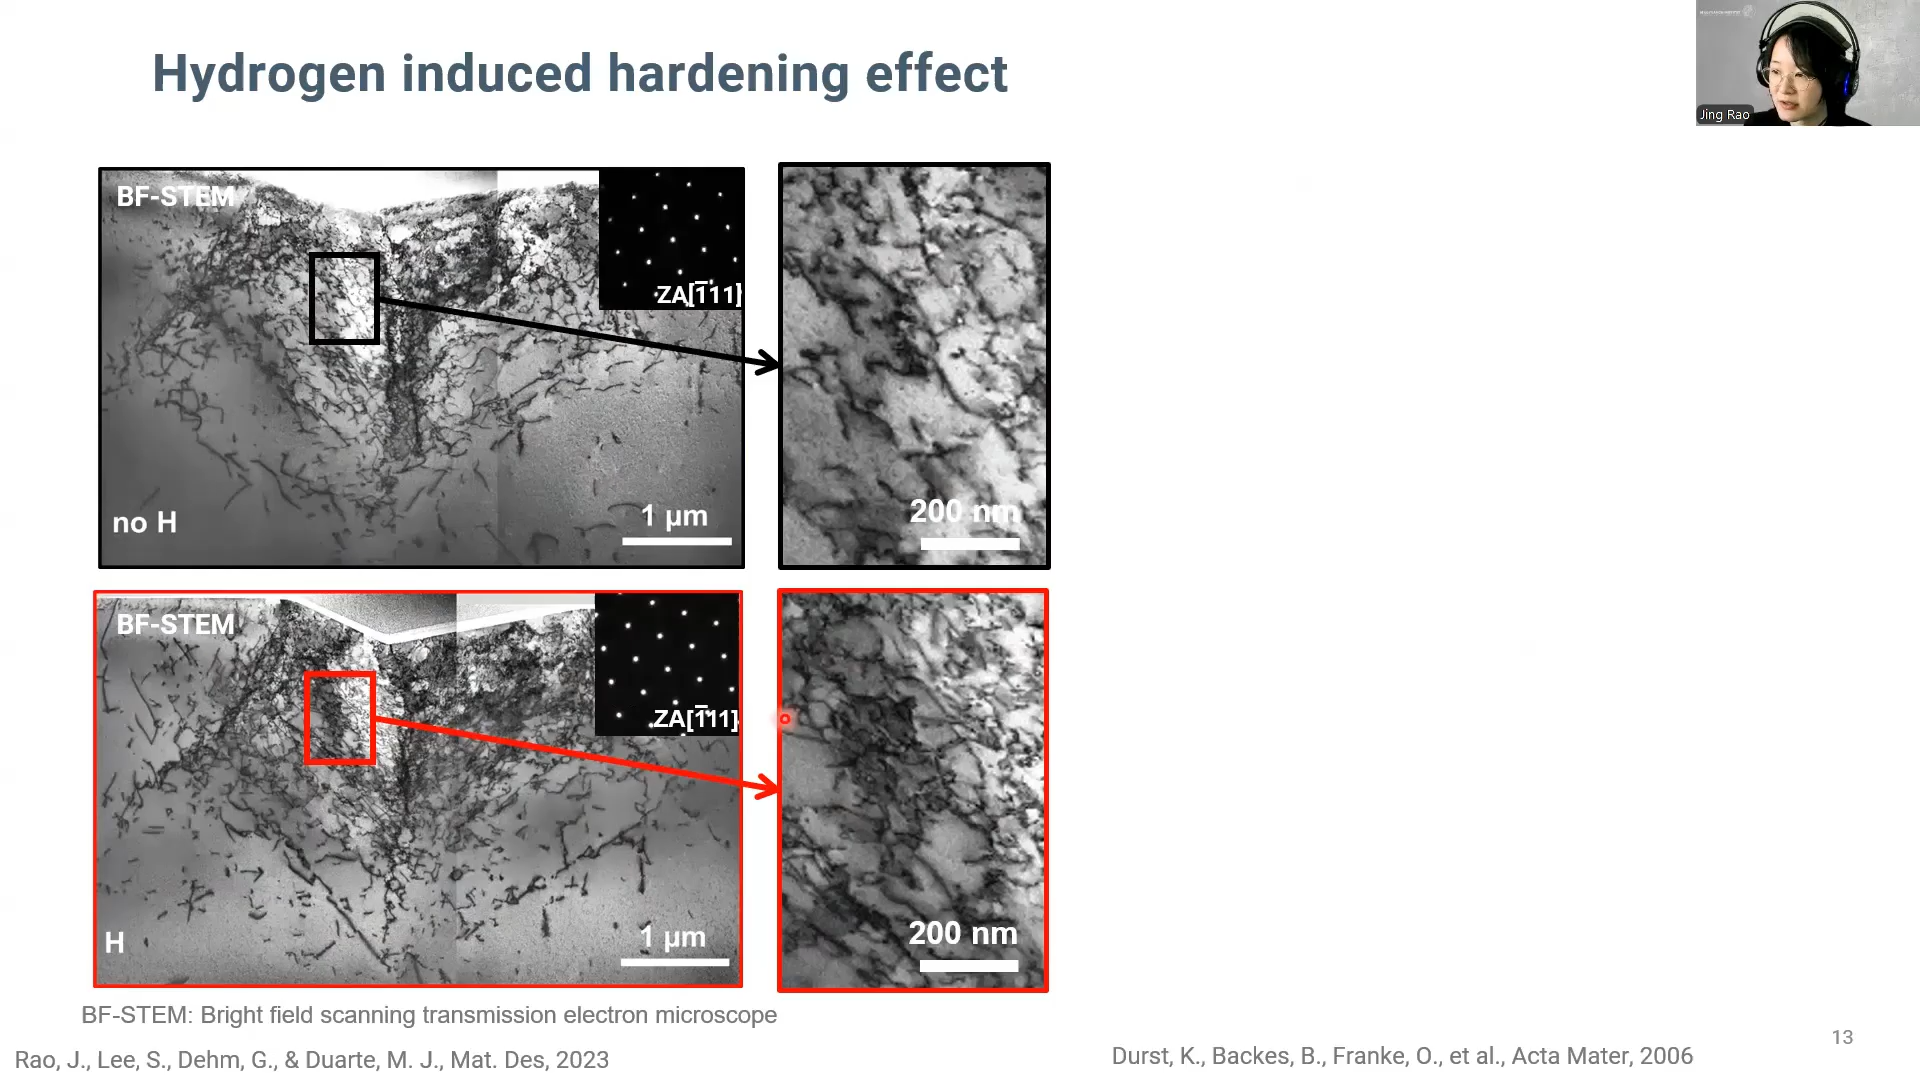 Hydrogen induced hardening effect
Jing Rao
BF-STEM
ZA[1̅11]
no H
1 µm
200 nm
BF-STEM
ZA[1̅11]
H
1 µm
200 nm
BF-STEM: Bright field scanning transmission electron microscope
Rao, J., Lee, S., Dehm, G., & Duarte, M. J., Mat. Des, 2023
Durst, K., Backes, B., Franke, O., et al., Acta Mater, 2006
13